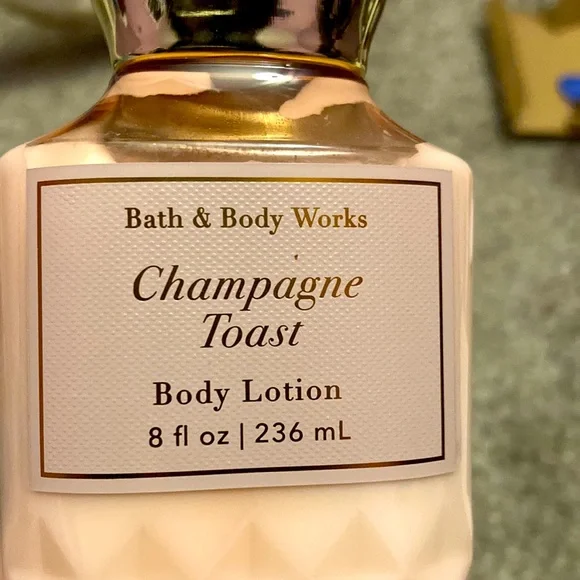 Bath & Body Works
Champagne
Toast
Body Lotion
8 fl oz | 236 mL